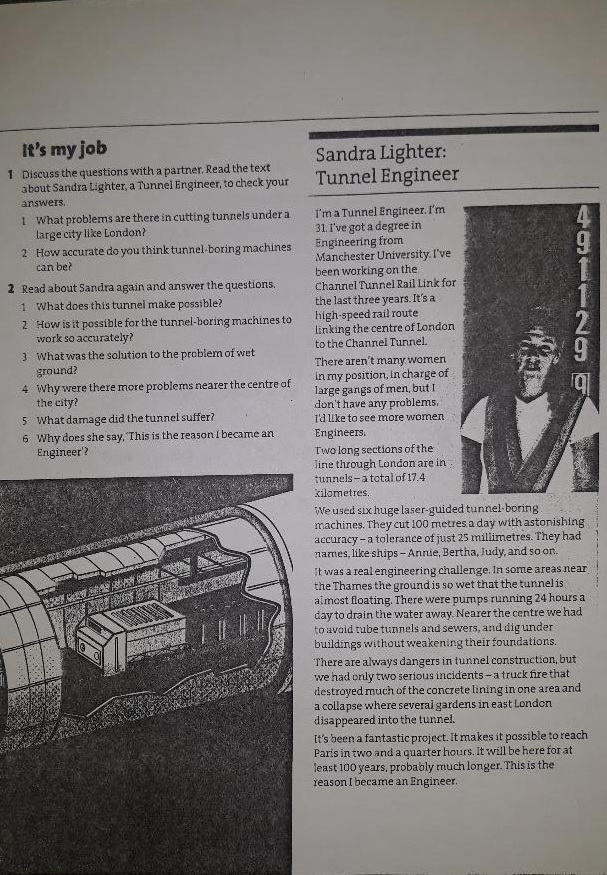 It's my job
1 Discuss the questions with a partner. Read the text
about Sandra Lighter, a Tunnel Engineer, to check your
answers.
1 What problems are there in cutting tunnels under a
large city like London?
2 How accurate do you think tunnel-boring machines
can be?
2 Read about Sandra again and answer the questions.
1 What does this tunnel make possible?
2 How is it possible for the tunnel-boring machines to
work so accurately?
3 What was the solution to the problem of wet
ground?
4 Why were there more problems nearer the centre of
the city?
5 What damage did the tunnel suffer?
6 Why does she say, 'This is the reason I became an
Engineer'?
Sandra Lighter:
Tunnel Engineer
I'm a Tunnel Engineer. I'm
31. I've got a degree in
Engineering from
Manchester University. I've
been working on the
Channel Tunnel Rail Link for
the last three years. It's a
high-speed rail route
linking the centre of London
to the Channel Tunnel.
There aren't many women
in my position, in charge of
large gangs of men, but I
don't have any problems.
I'd like to see more women
Engineers.
Two long sections of the
line through London are in
tunnels – a total of 17.4
kilometres.
We used six huge laser-guided tunnel-boring
machines. They cut 100 metres a day with astonishing
accuracy – a tolerance of just 25 millimetres. They had
names, like ships – Annie, Bertha, Judy, and so on.
It was a real engineering challenge. In some areas near
the Thames the ground is so wet that the tunnel is
almost floating. There were pumps running 24 hours a
day to drain the water away. Nearer the centre we had
to avoid tube tunnels and sewers, and dig under
buildings without weakening their foundations.
There are always dangers in tunnel construction, but
we had only two serious incidents – a truck fire that
destroyed much of the concrete lining in one area and
a collapse where several gardens in east London
disappeared into the tunnel.
It's been a fantastic project. It makes it possible to reach
Paris in two and a quarter hours. It will be here for at
least 100 years, probably much longer. This is the
reason I became an Engineer.
4
9
1
1
2
9